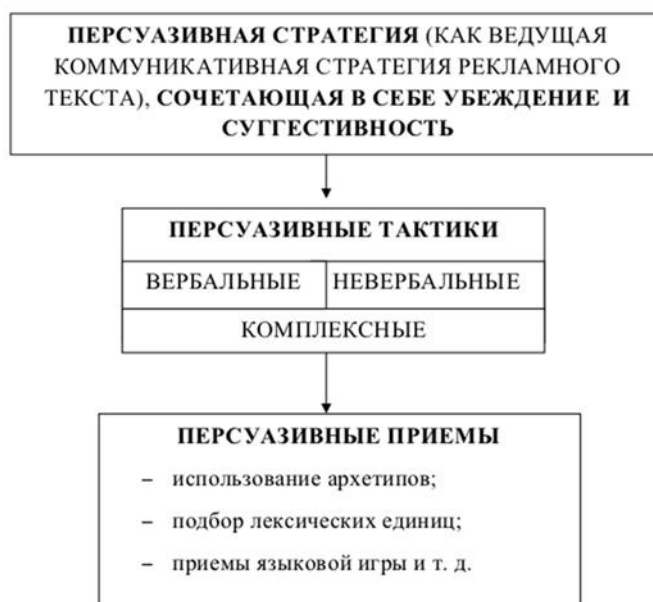 ПЕРСУАЗИВНАЯ СТРАТЕГИЯ (КАК ВЕДУЩАЯ
КОММУНИКАТИВНАЯ СТРАТЕГИЯ РЕКЛАМНОГО
ТЕКСТА), СОЧЕТАЮЩАЯ В СЕБЕ УБЕЖДЕНИЕ И
СУГГЕСТИВНОСТЬ
ПЕРСУАЗИВНЫЕ ТАКТИКИ
ВЕРБАЛЬНЫЕ НЕВЕРБАЛЬНЫЕ
КОМПЛЕКСНЫЕ
ПЕРСУАЗИВНЫЕ ПРИЕМЫ
– использование архетипов;
– подбор лексических единиц;
– приемы языковой игры и т. д.